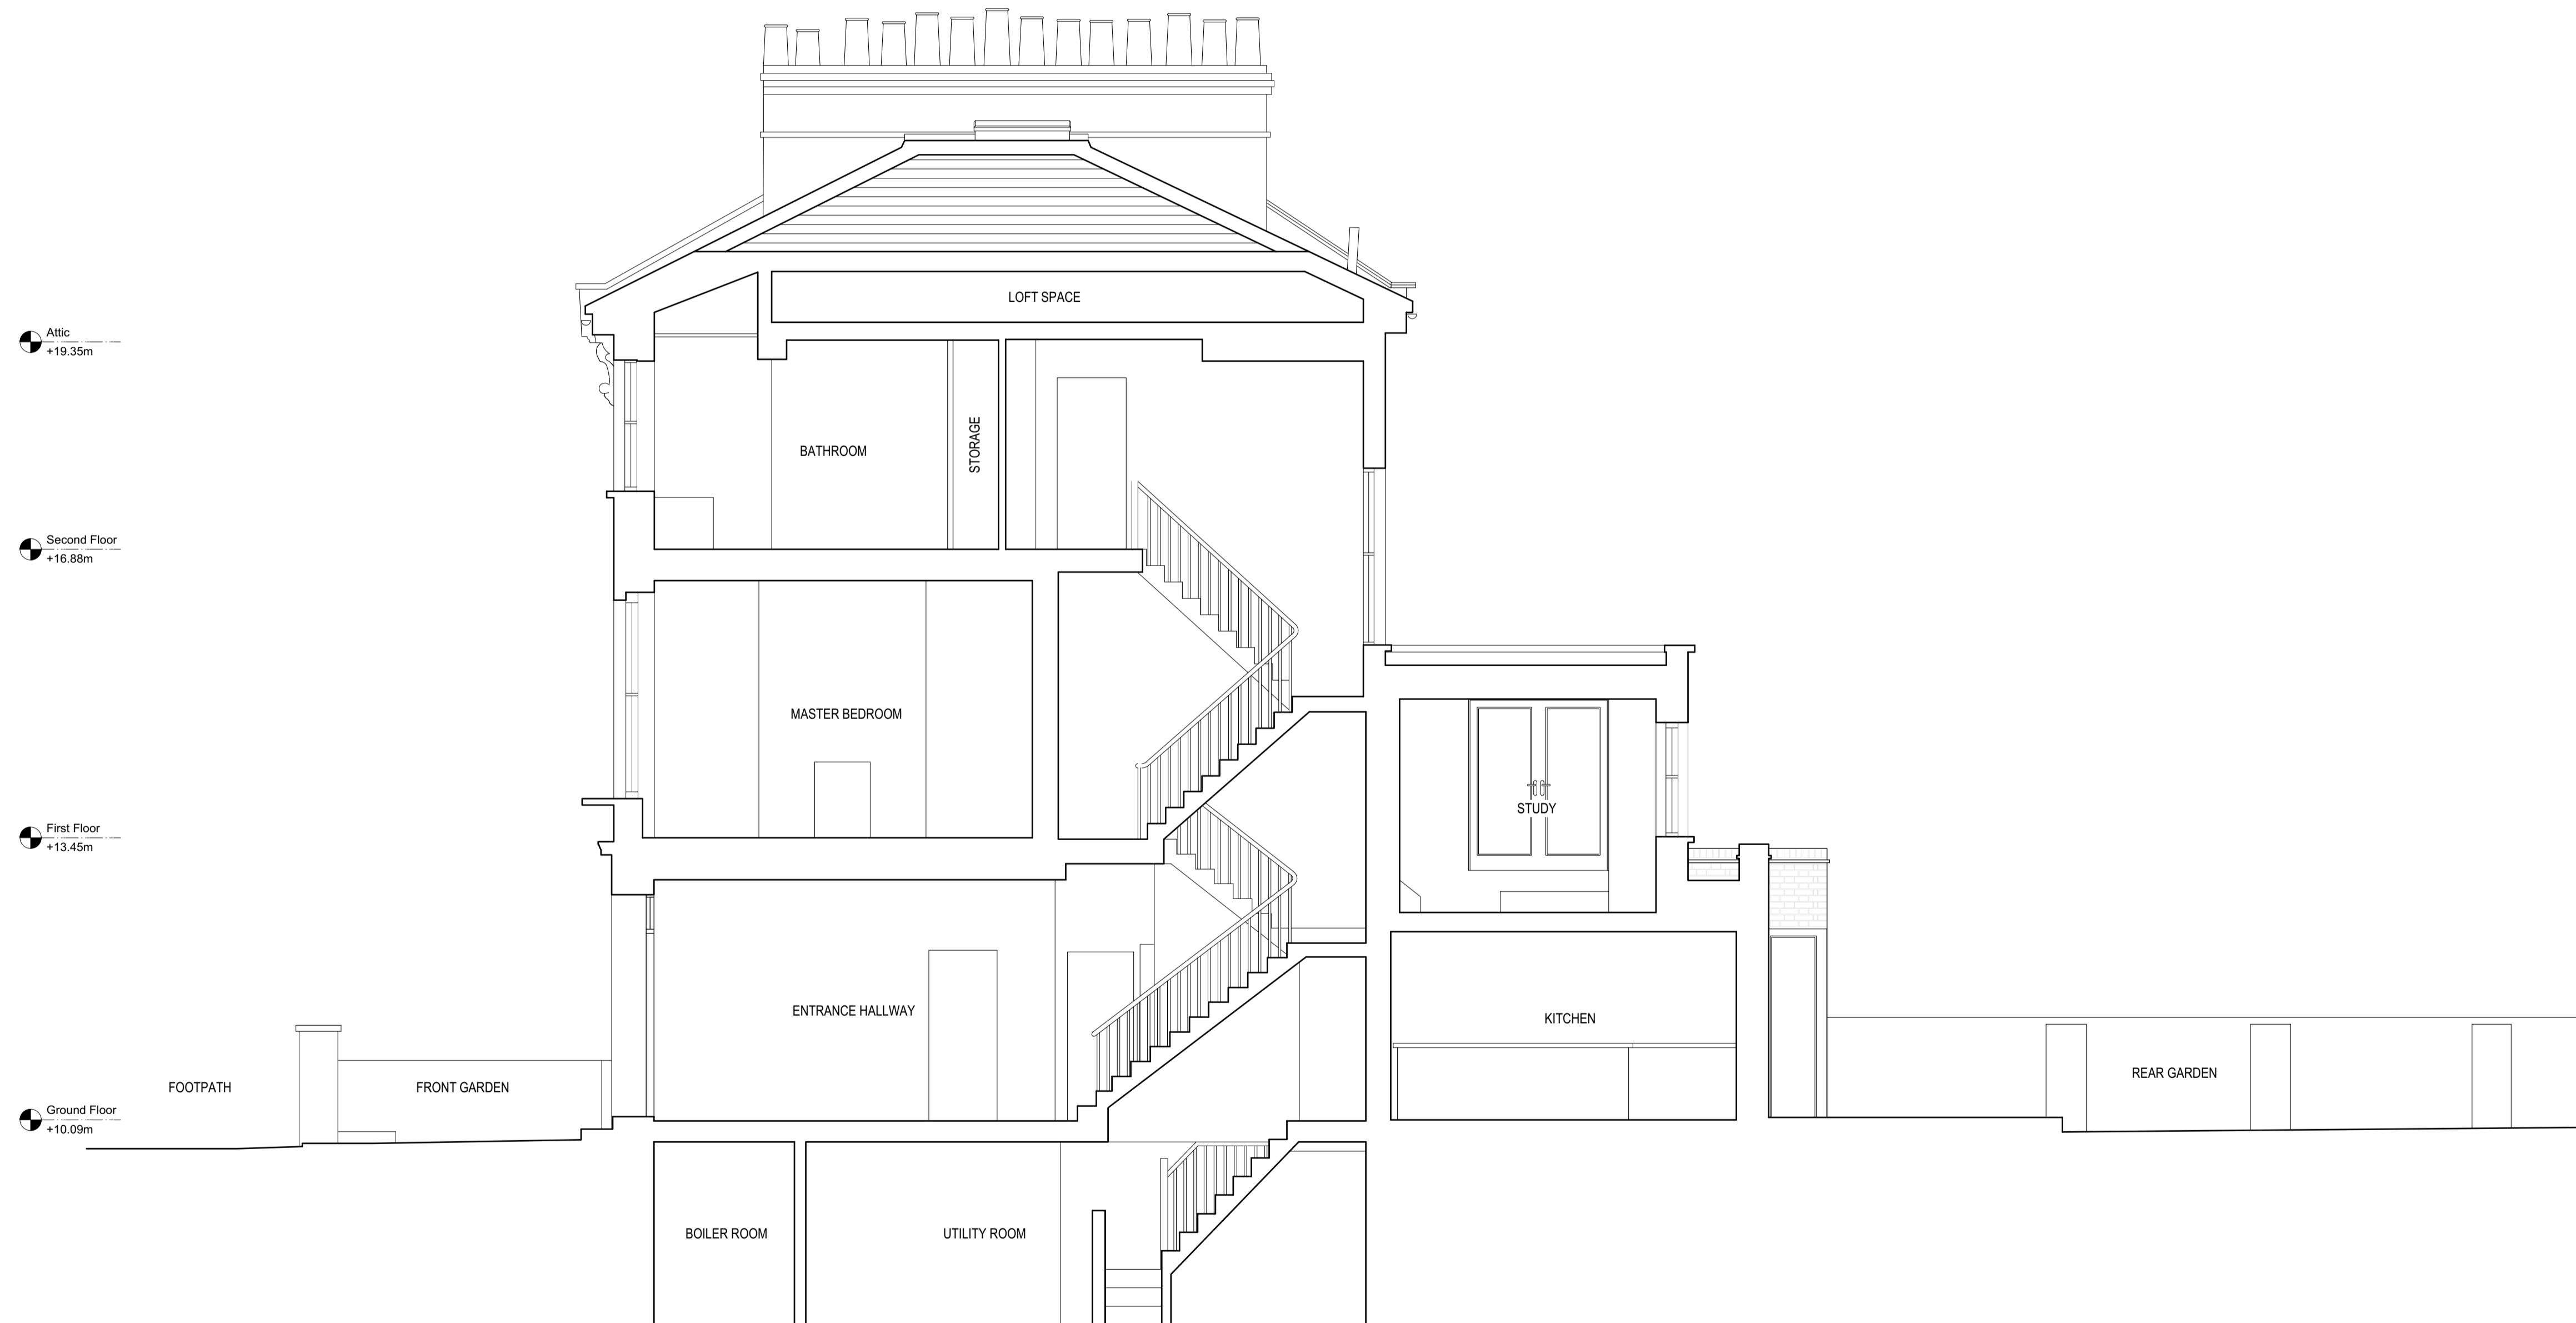 LOFT SPACE
Attic
+19.35m
BATHROOM
STORAGE
Second Floor
+16.88m
MASTER BEDROOM
STUDY
First Floor
+13.45m
ENTRANCE HALLWAY
KITCHEN
FOOTPATH
FRONT GARDEN
REAR GARDEN
Ground Floor
+10.09m
BOILER ROOM
UTILITY ROOM